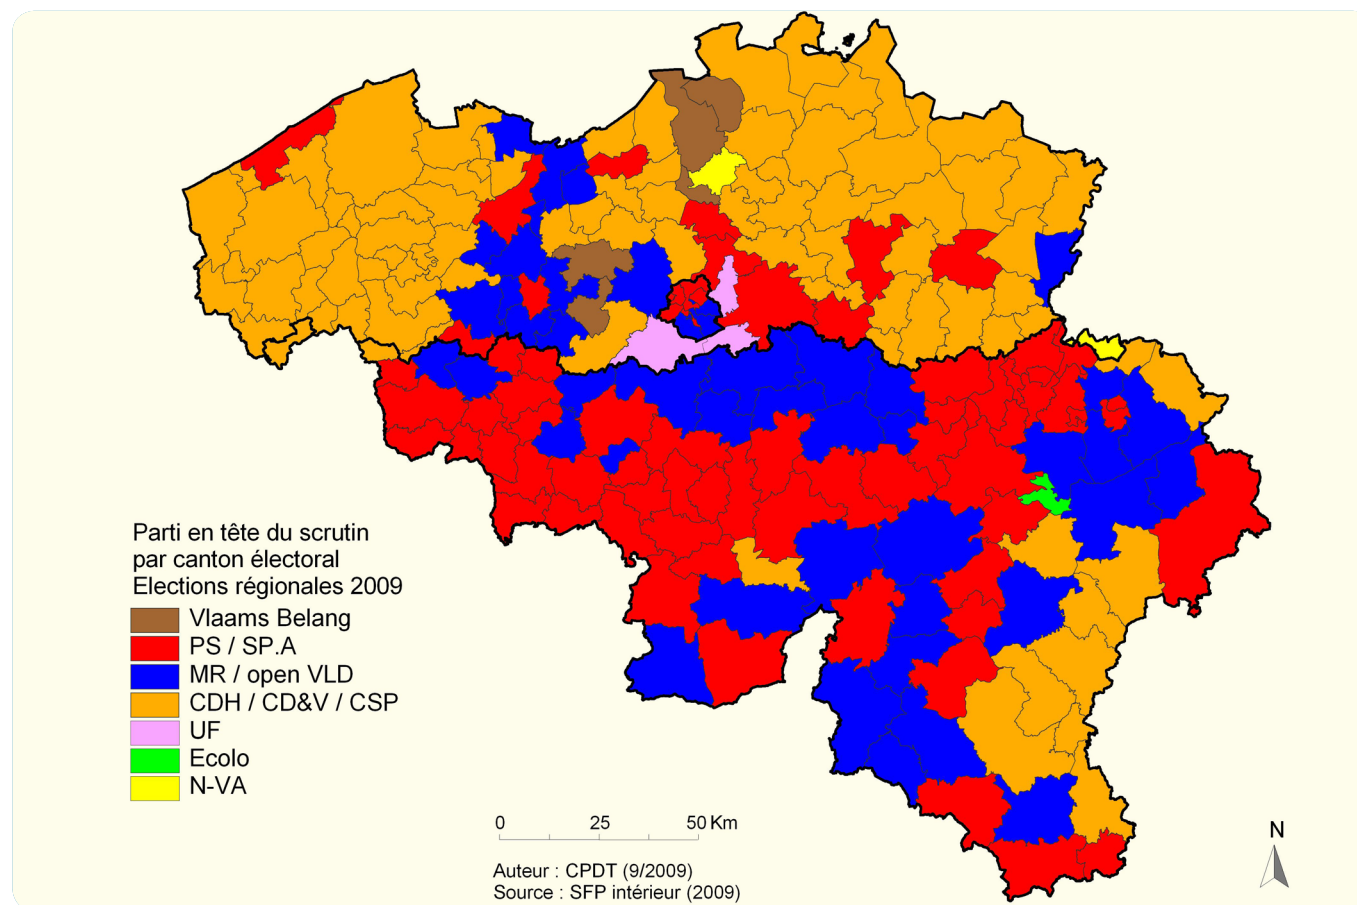 Parti en tête du scrutin
par canton électoral
Elections régionales 2009
Vlaams Belang
PS / SP.A
MR / open VLD
CDH / CD&V / CSP
UF
Ecolo
N-VA
0 25 50 Km
Auteur : CPDT (9/2009)
Source : SFP intérieur (2009)
N